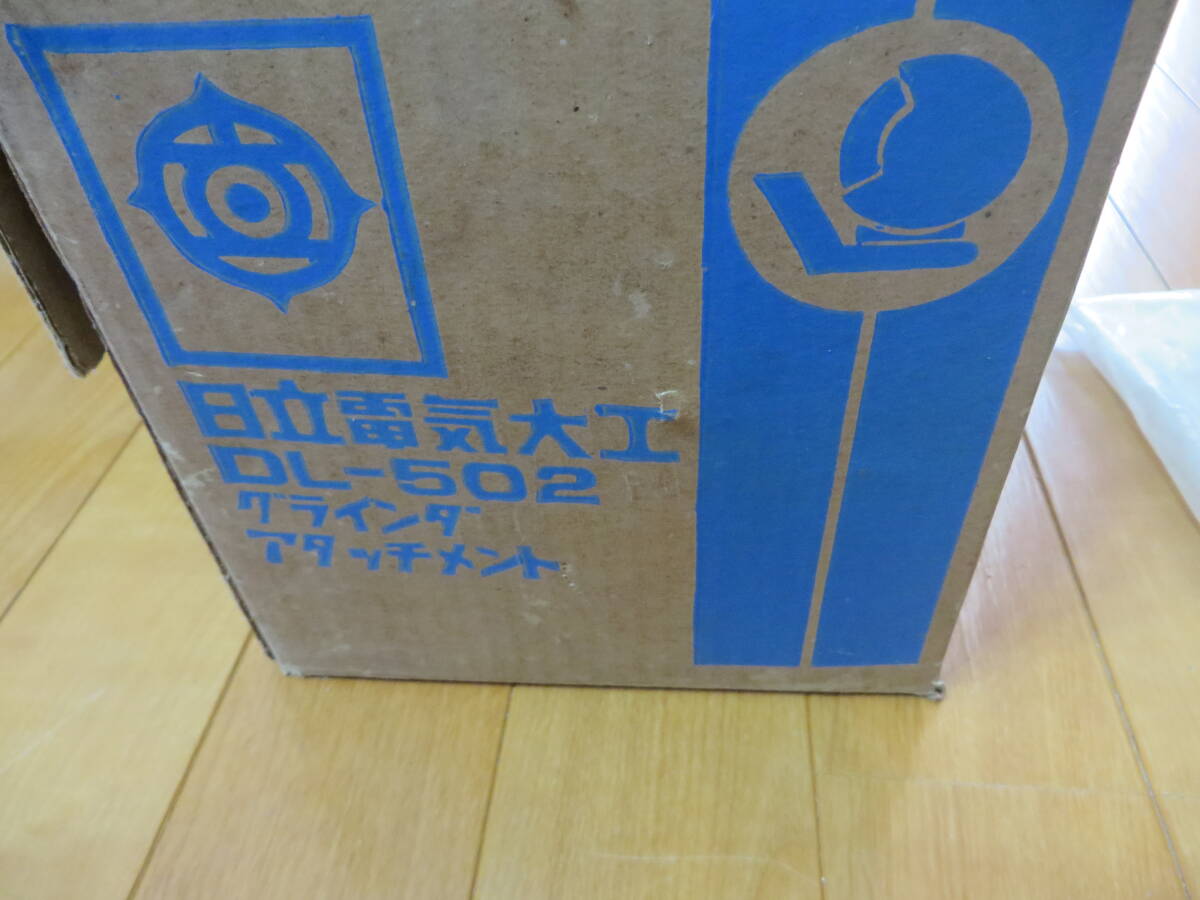 日立電気大工
DL-502
グラインダ
アタッチメント